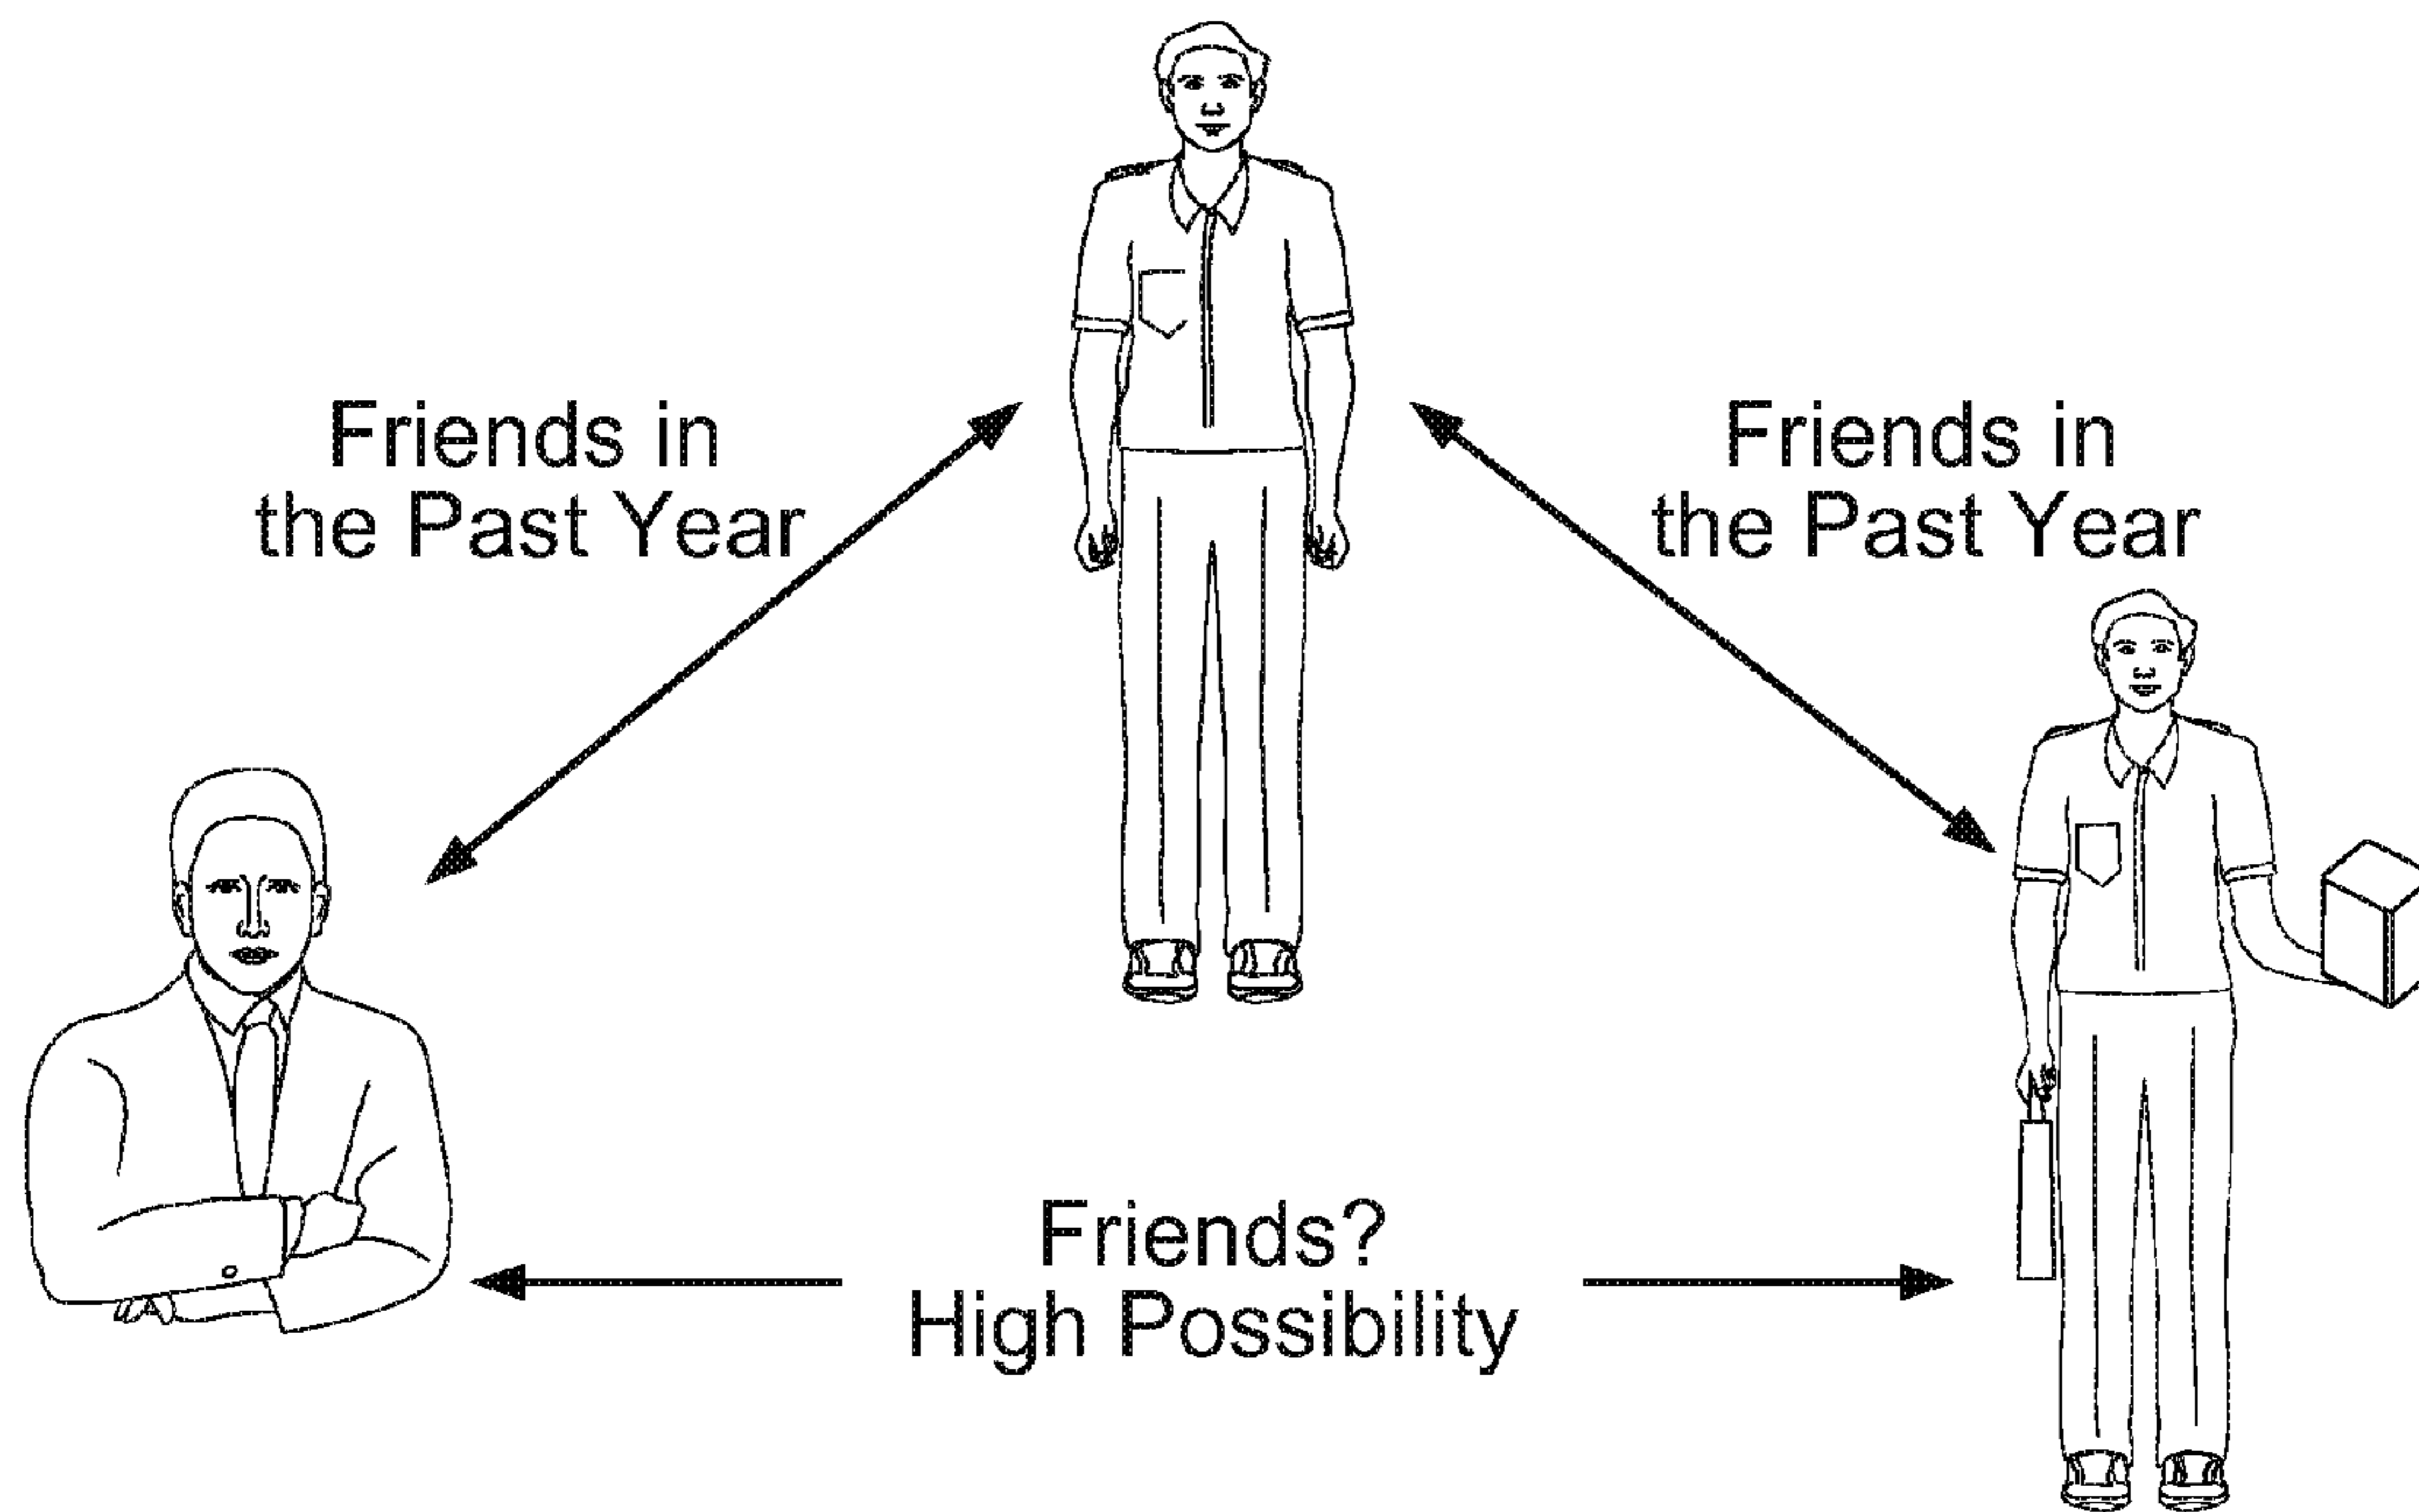 Friends in
the Past Year
Friends in
the Past Year
Friends?
High Possibility